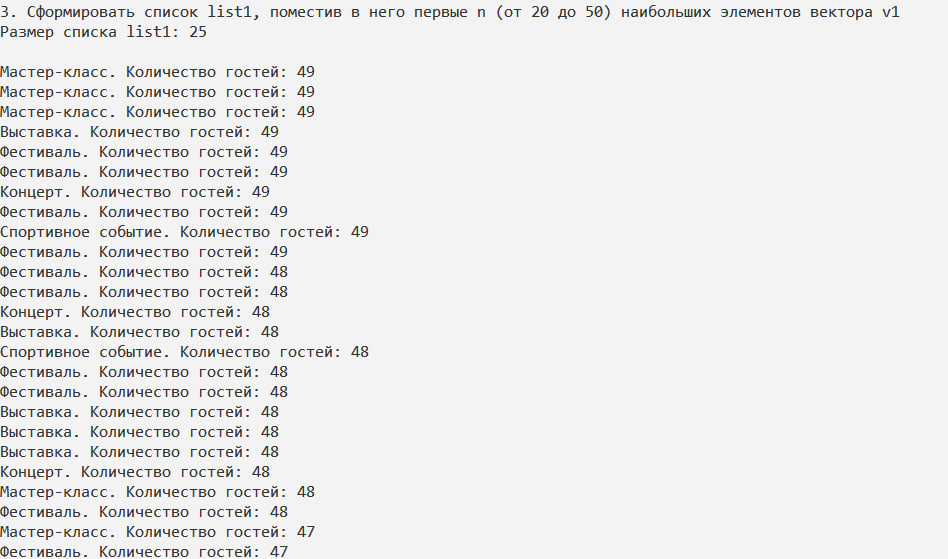 3. Сформировать список list1, поместив в него первые n (от 20 до 50) наибольших элементов вектора v1
Размер списка list1: 25
Мастер-класс. Количество гостей: 49
Мастер-класс. Количество гостей: 49
Мастер-класс. Количество гостей: 49
Выставка. Количество гостей: 49
Фестиваль. Количество гостей: 49
Фестиваль. Количество гостей: 49
Концерт. Количество гостей: 49
Фестиваль. Количество гостей: 49
Спортивное событие. Количество гостей: 49
Фестиваль. Количество гостей: 49
Фестиваль. Количество гостей: 48
Фестиваль. Количество гостей: 48
Концерт. Количество гостей: 48
Выставка. Количество гостей: 48
Спортивное событие. Количество гостей: 48
Фестиваль. Количество гостей: 48
Фестиваль. Количество гостей: 48
Выставка. Количество гостей: 48
Выставка. Количество гостей: 48
Выставка. Количество гостей: 48
Концерт. Количество гостей: 48
Мастер-класс. Количество гостей: 48
Фестиваль. Количество гостей: 48
Мастер-класс. Количество гостей: 47
Фестиваль. Количество гостей: 47